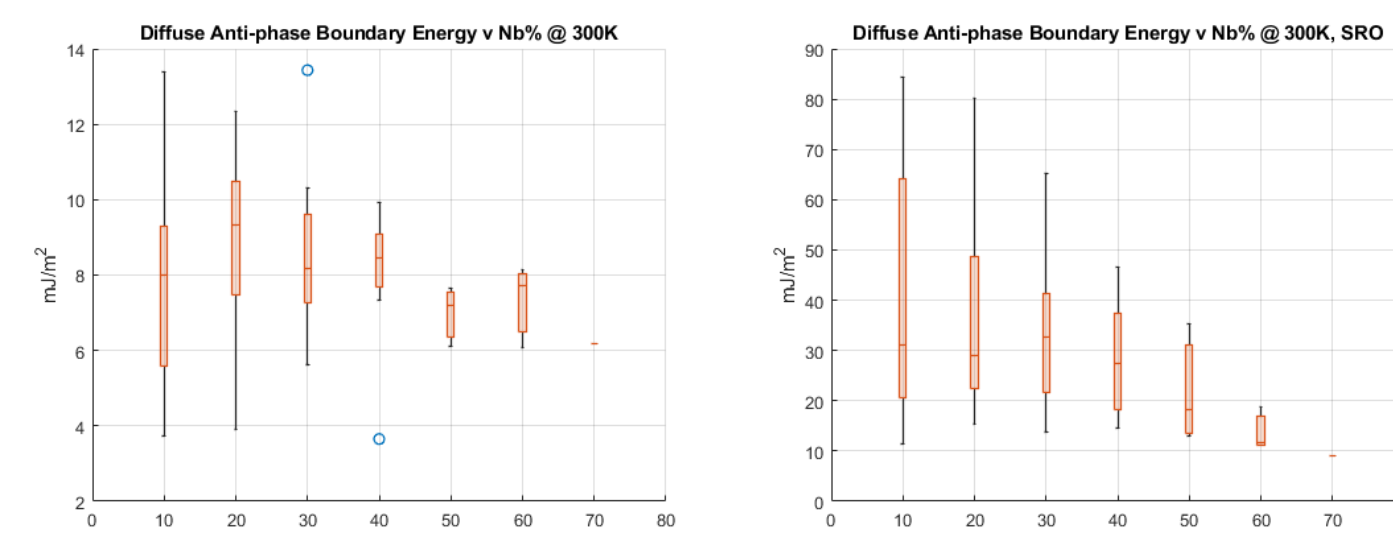 Diffuse Anti-phase Boundary Energy v Nb% @ 300K
14
12
10
8
6
4
2
mJ/m²
0 10 20 30 40 50 60 70 80
Diffuse Anti-phase Boundary Energy v Nb% @ 300K, SRO
90
80
70
60
50
40
30
20
10
0
mJ/m²
0 10 20 30 40 50 60 70